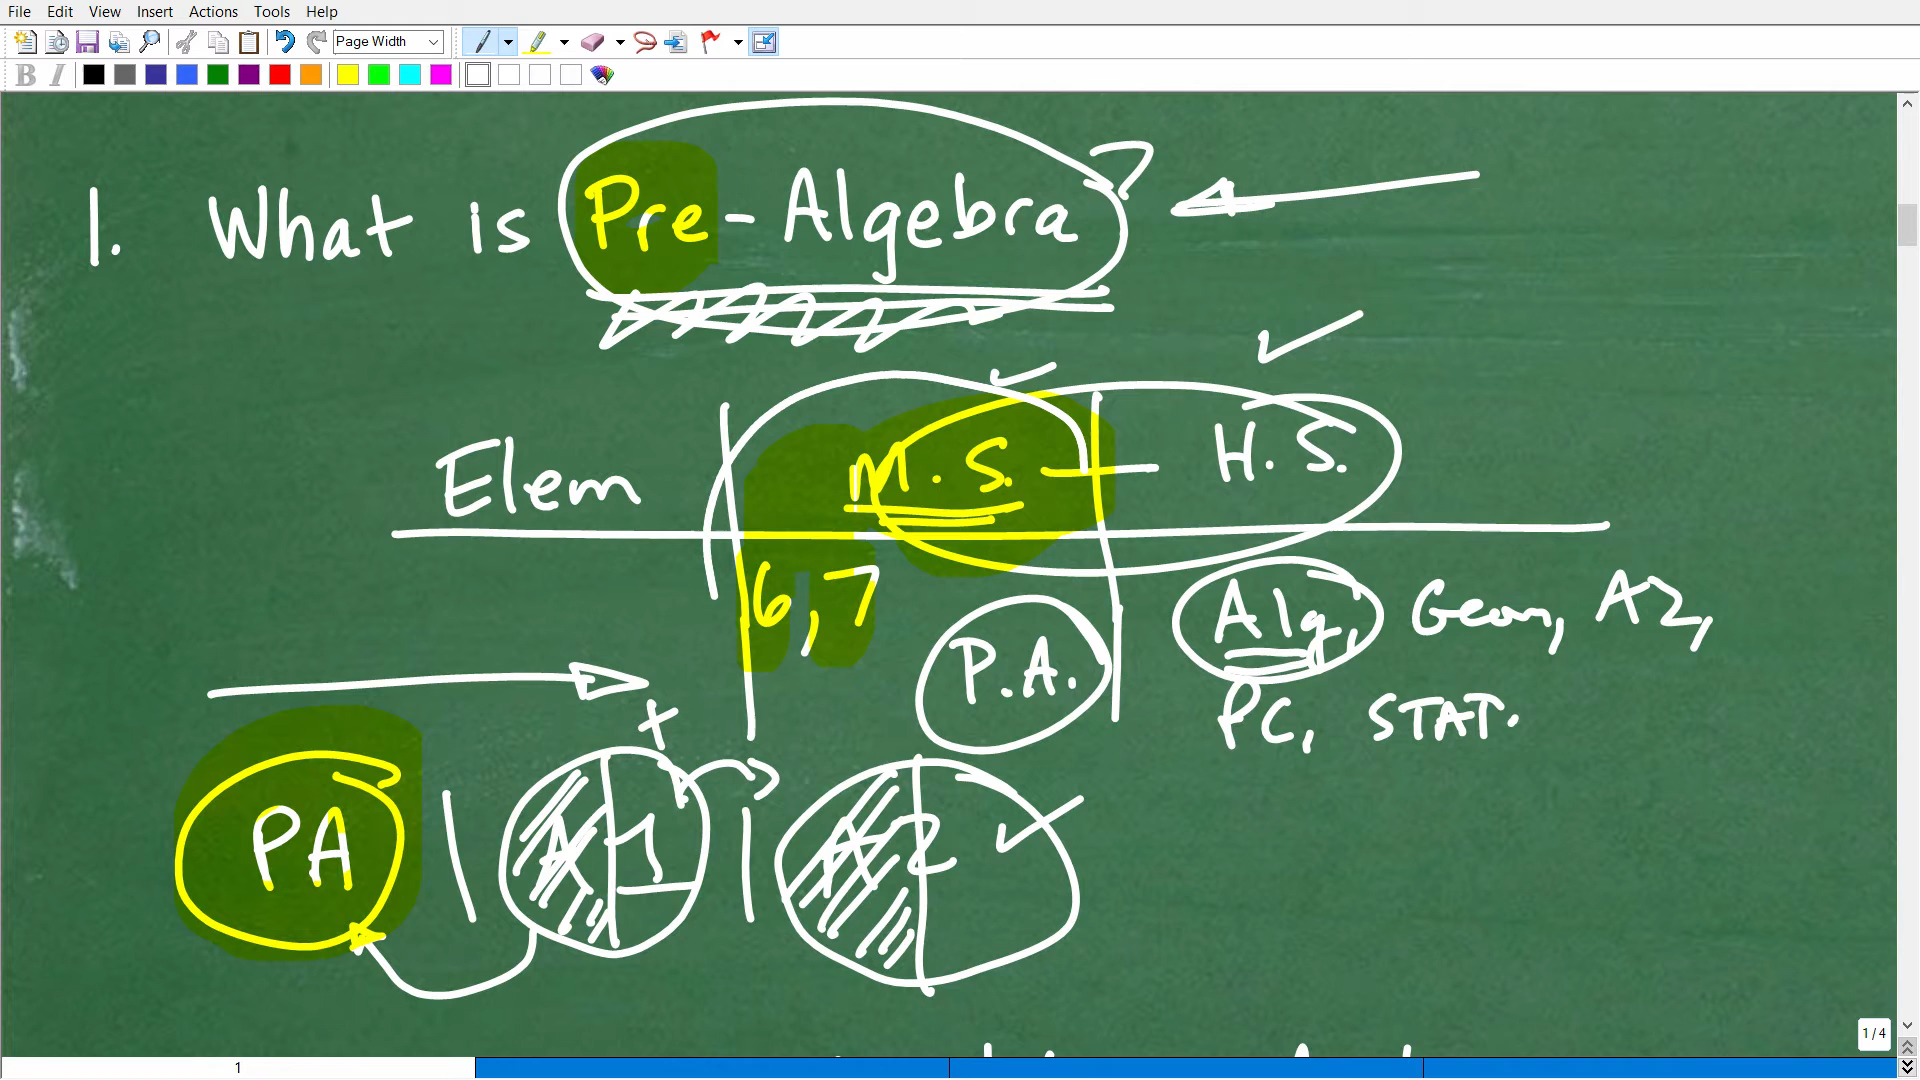 File Edit View Insert Actions Tools Help
Page Width
B I
1. What is Pre-Algebra?
Elem M.S. H.S.
6, 7 P.A. Alg, Geom, A2,
PC, STAT.
PA A1 A2
1/4
1